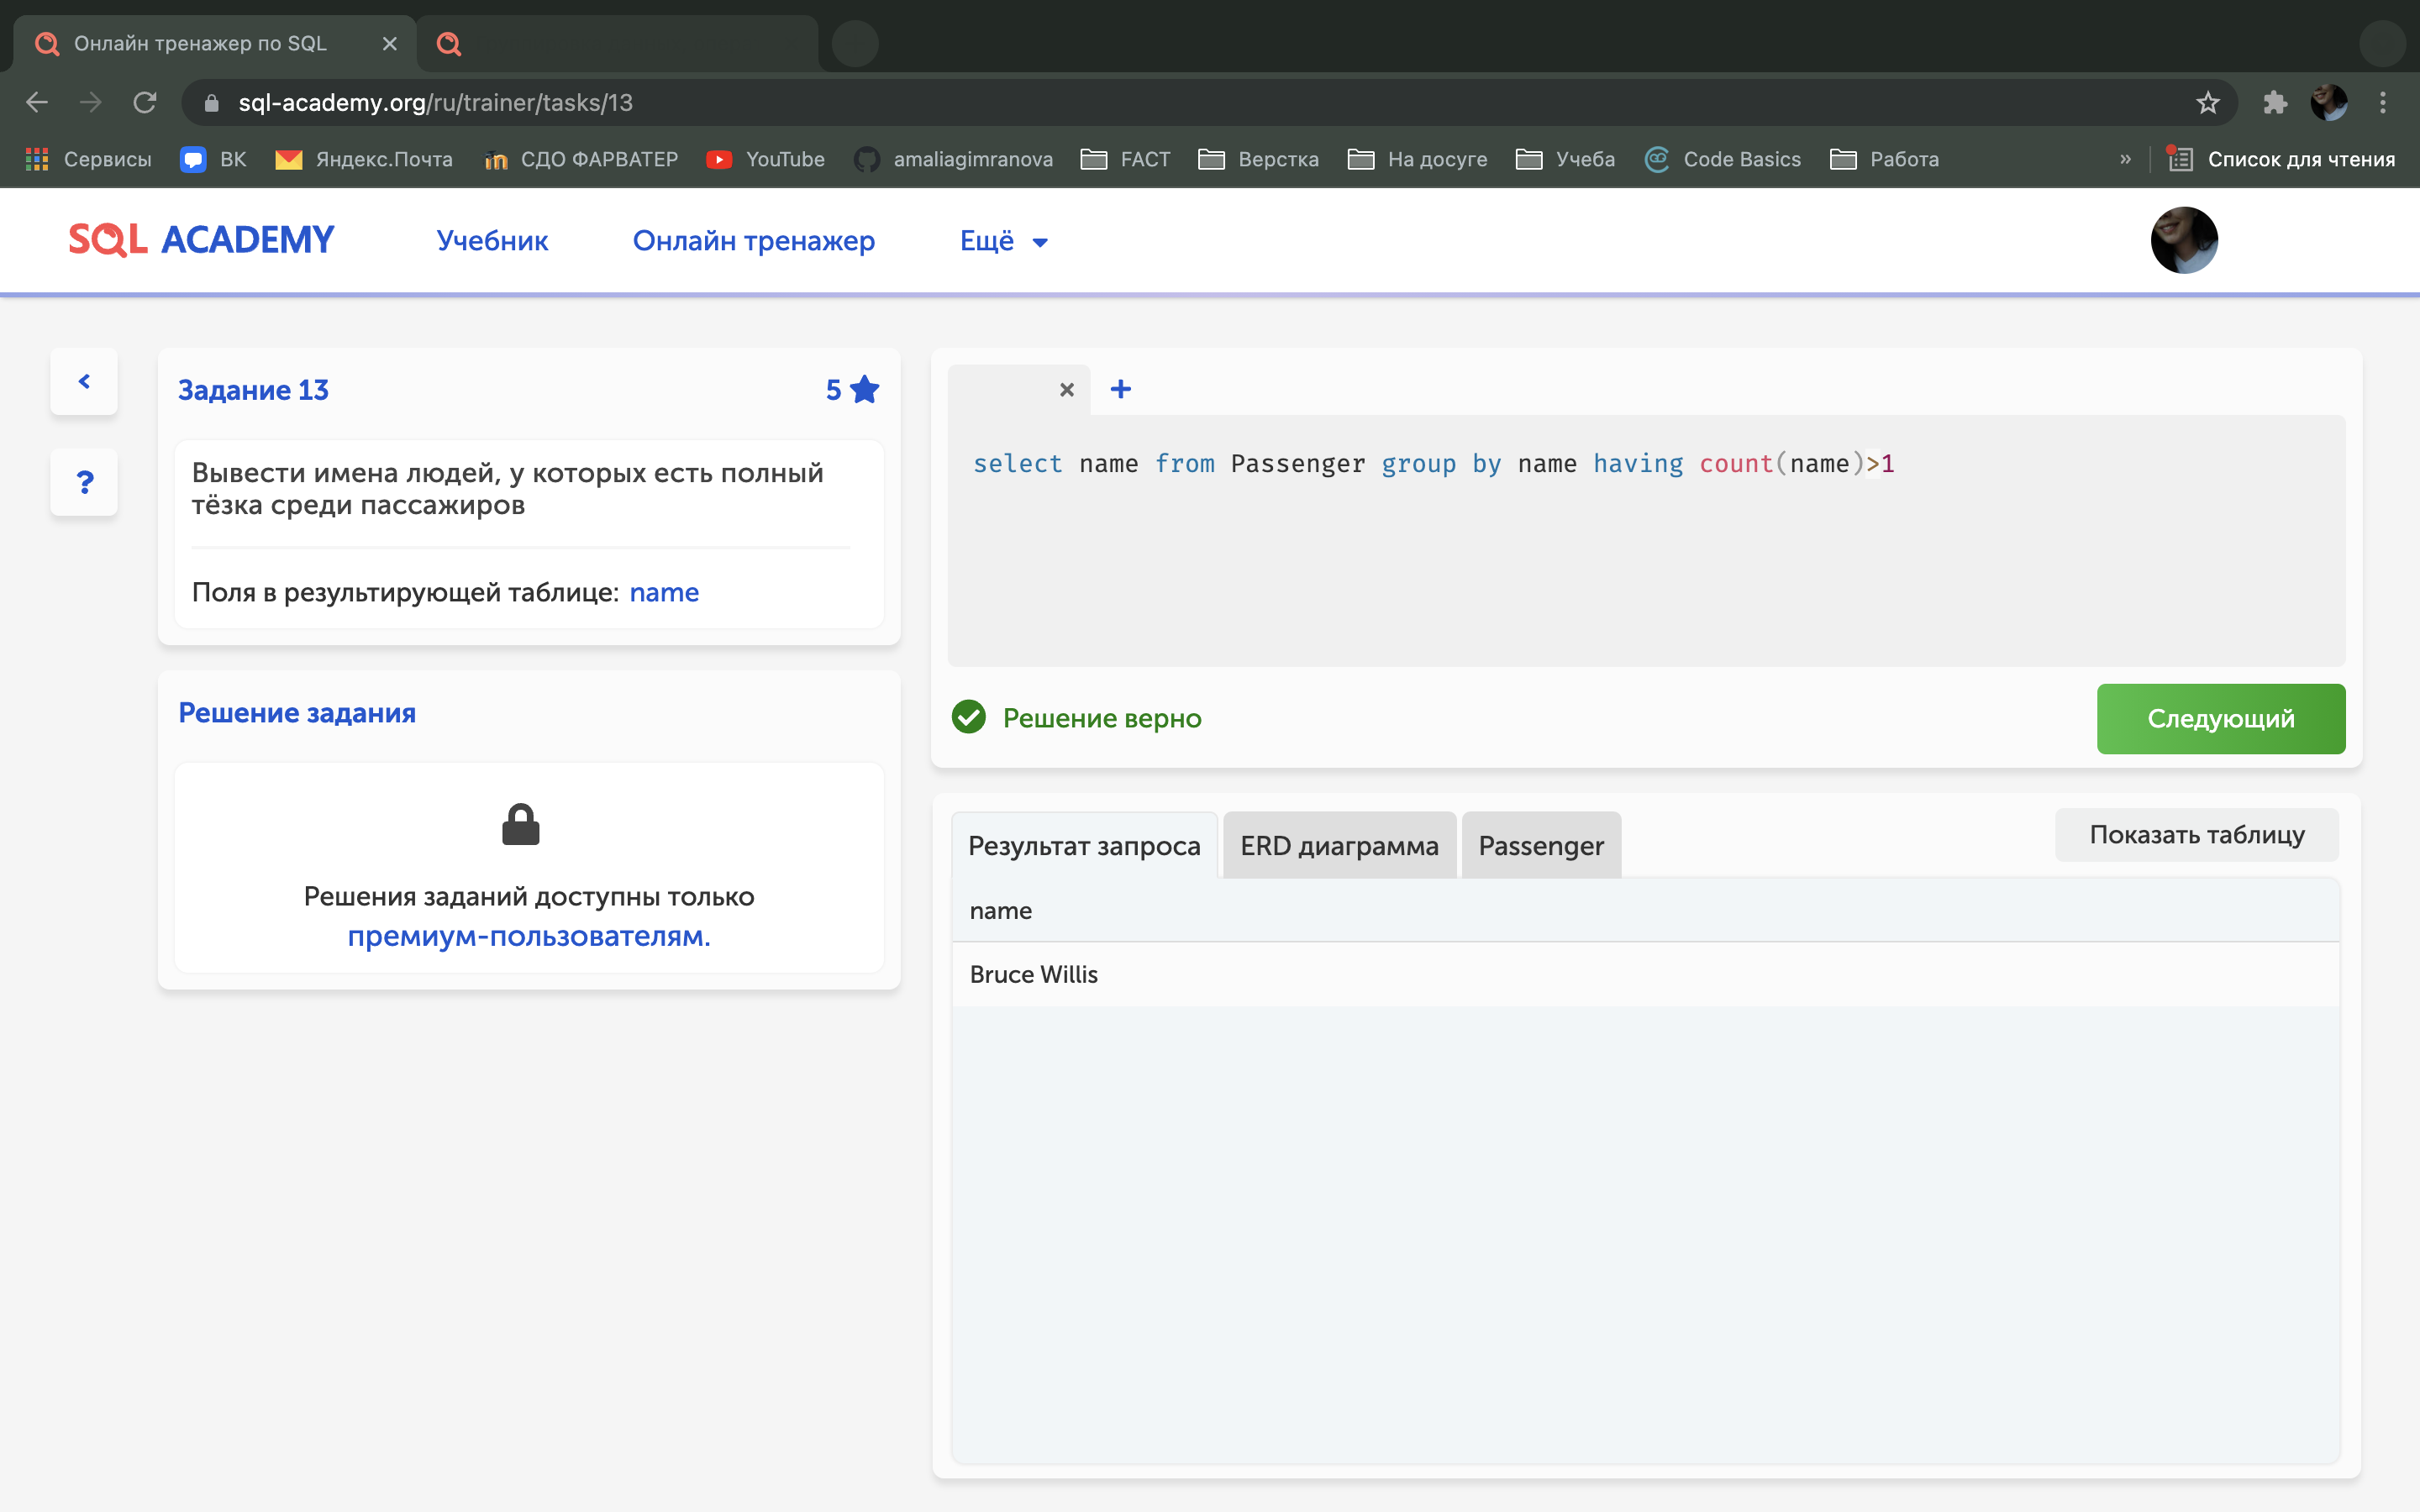 Онлайн тренажер по SQL
sql-academy.org/ru/trainer/tasks/13
Сервисы ВК Яндекс.Почта СДО ФАРВАТЕР YouTube amaliagimranova FACT Верстка На досуге Учеба Code Basics Работа » Список для чтения
SQL ACADEMY Учебник Онлайн тренажер Ещё
Задание 13 5
Вывести имена людей, у которых есть полный
тёзка среди пассажиров
Поля в результирующей таблице: name
Решение задания
Решения заданий доступны только
премиум-пользователям.
select name from Passenger group by name having count(name)>1
Решение верно
Следующий
Результат запроса ERD диаграмма Passenger Показать таблицу
name
Bruce Willis